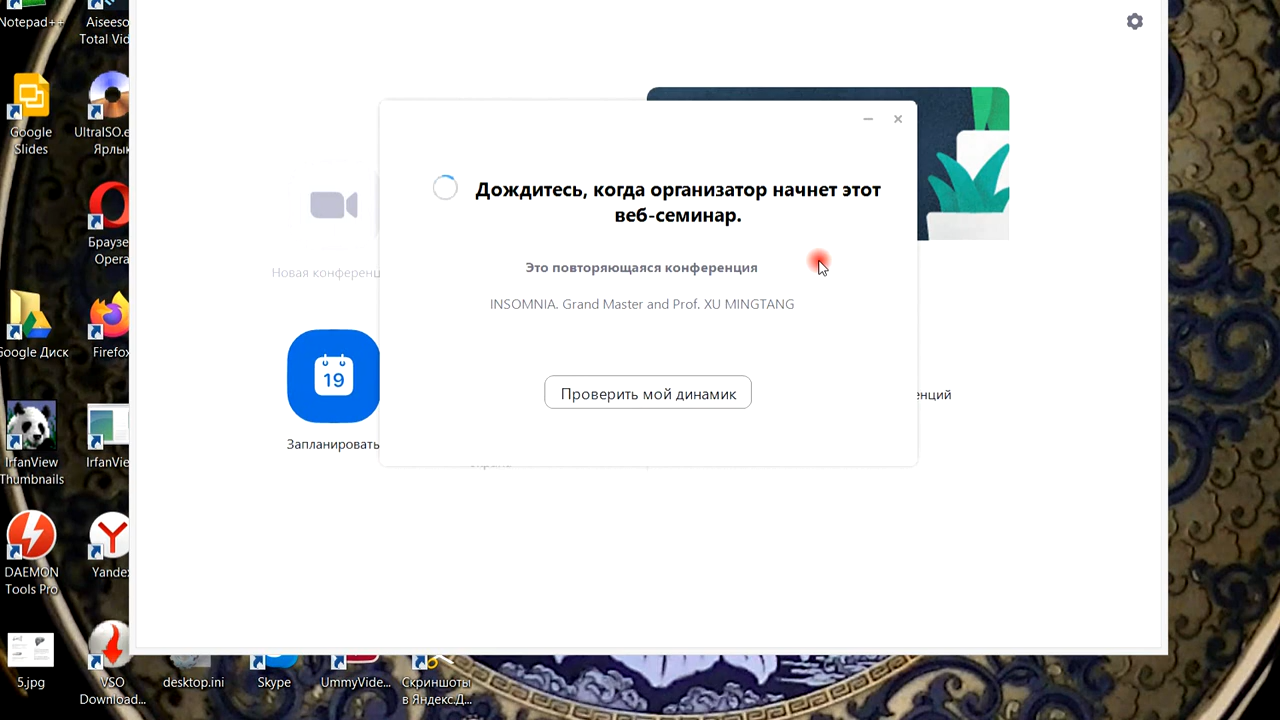 Notepad++
Aiseeso
Total Vid
Google
Slides
UltraISO.e
Ярлык
Браузе
Opera
Google Диск
Firefox
IrfanView
Thumbnails
IrfanVie
DAEMON
Tools Pro
Yande
5.jpg
VSO
Download...
desktop.ini
Skype
UmmyVide...
Скриншоты
в Яндекс.Д...
Новая конференц
19
Запланировать
енций
Дождитесь, когда организатор начнет этот
веб-семинар.
Это повторяющаяся конференция
INSOMNIA. Grand Master and Prof. XU MINGTANG
Проверить мой динамик